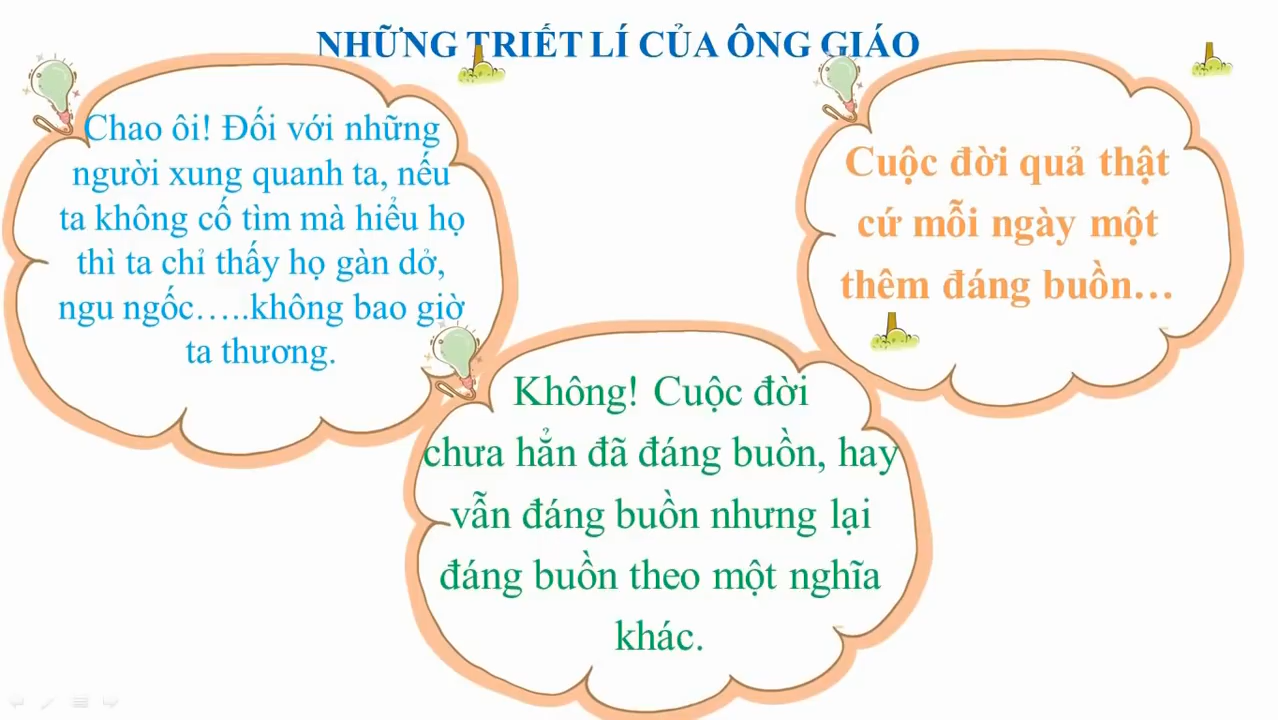 NHỮNG TRIẾT LÍ CỦA ÔNG GIÁO
Chao ôi! Đối với những
người xung quanh ta, nếu
ta không cố tìm mà hiểu họ
thì ta chỉ thấy họ gàn dở,
ngu ngốc…..không bao giờ
ta thương.
Cuộc đời quả thật
cứ mỗi ngày một
thêm đáng buồn…
Không! Cuộc đời
chưa hẳn đã đáng buồn, hay
vẫn đáng buồn nhưng lại
đáng buồn theo một nghĩa
khác.